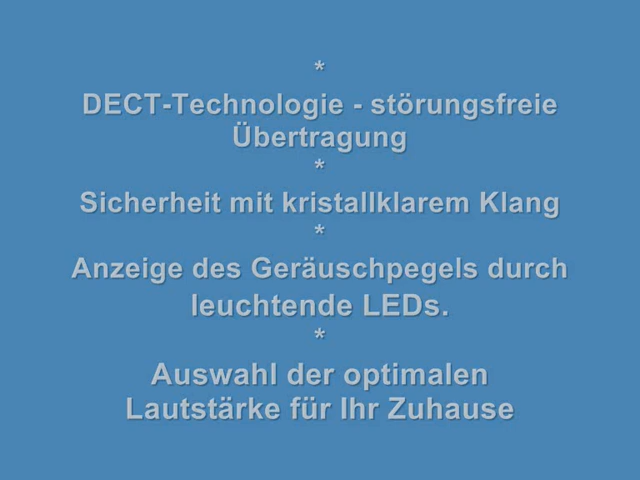 *
DECT-Technologie - störungsfreie
Übertragung
*
Sicherheit mit kristallklarem Klang
*
Anzeige des Geräuschpegels durch
leuchtende LEDs.
*
Auswahl der optimalen
Lautstärke für Ihr Zuhause